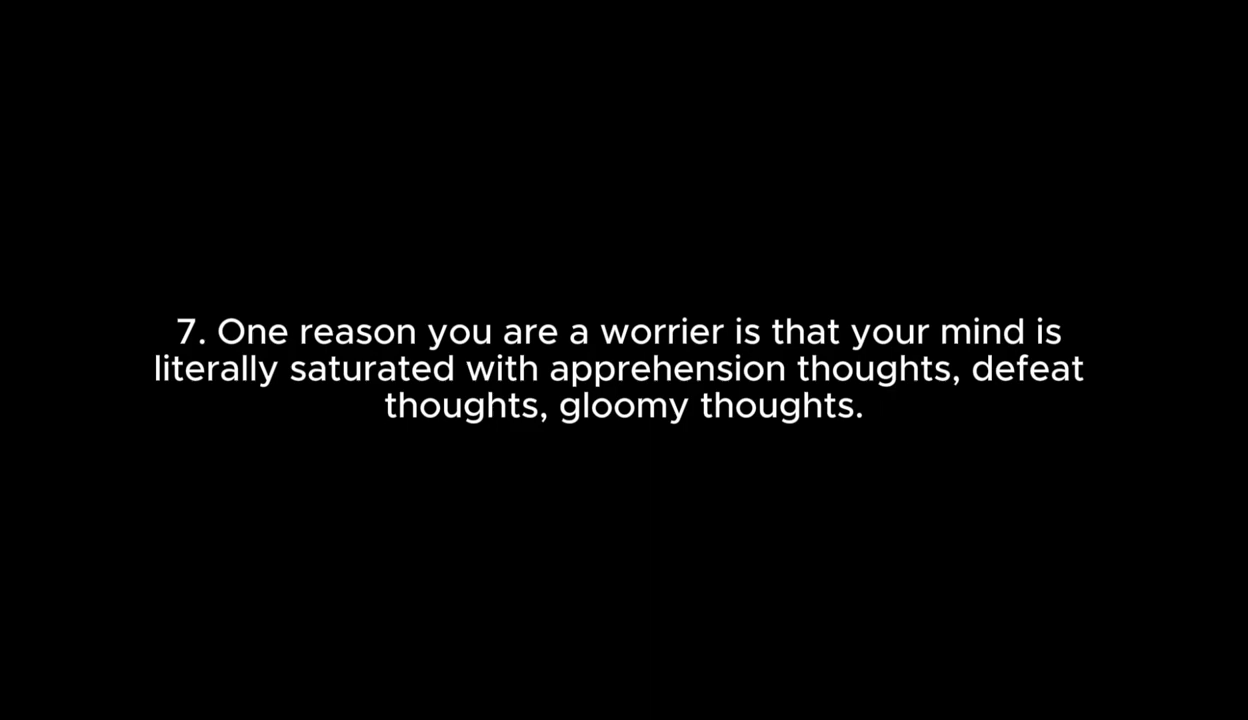 7. One reason you are a worrier is that your mind is
literally saturated with apprehension thoughts, defeat
thoughts, gloomy thoughts.